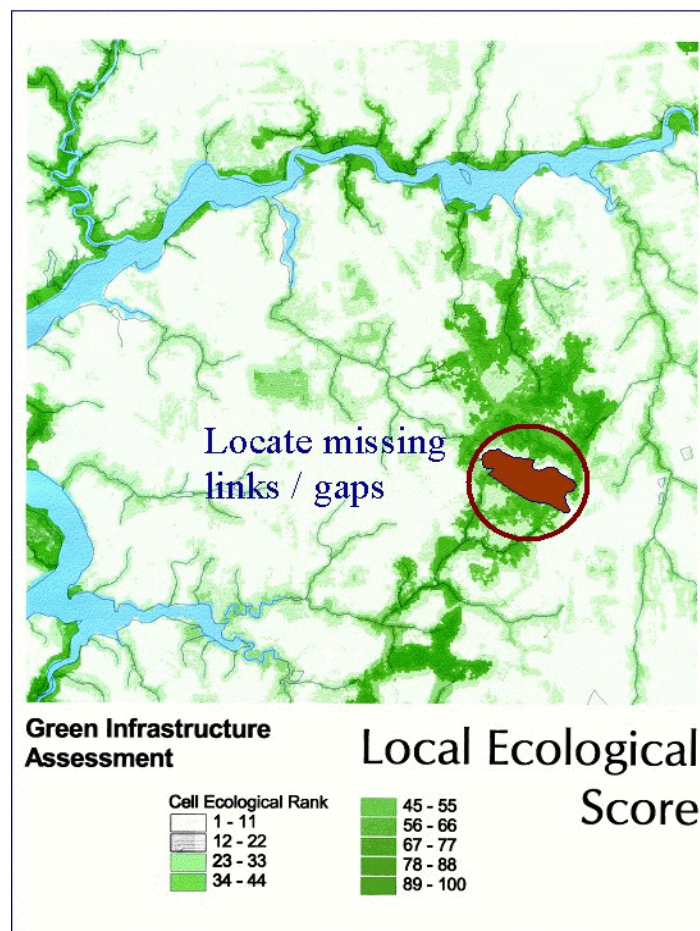 Locate missing
links / gaps
Green Infrastructure
Assessment
Local Ecological
Score
Cell Ecological Rank
1 - 11
12 - 22
23 - 33
34 - 44
45 - 55
56 - 66
67 - 77
78 - 88
89 - 100